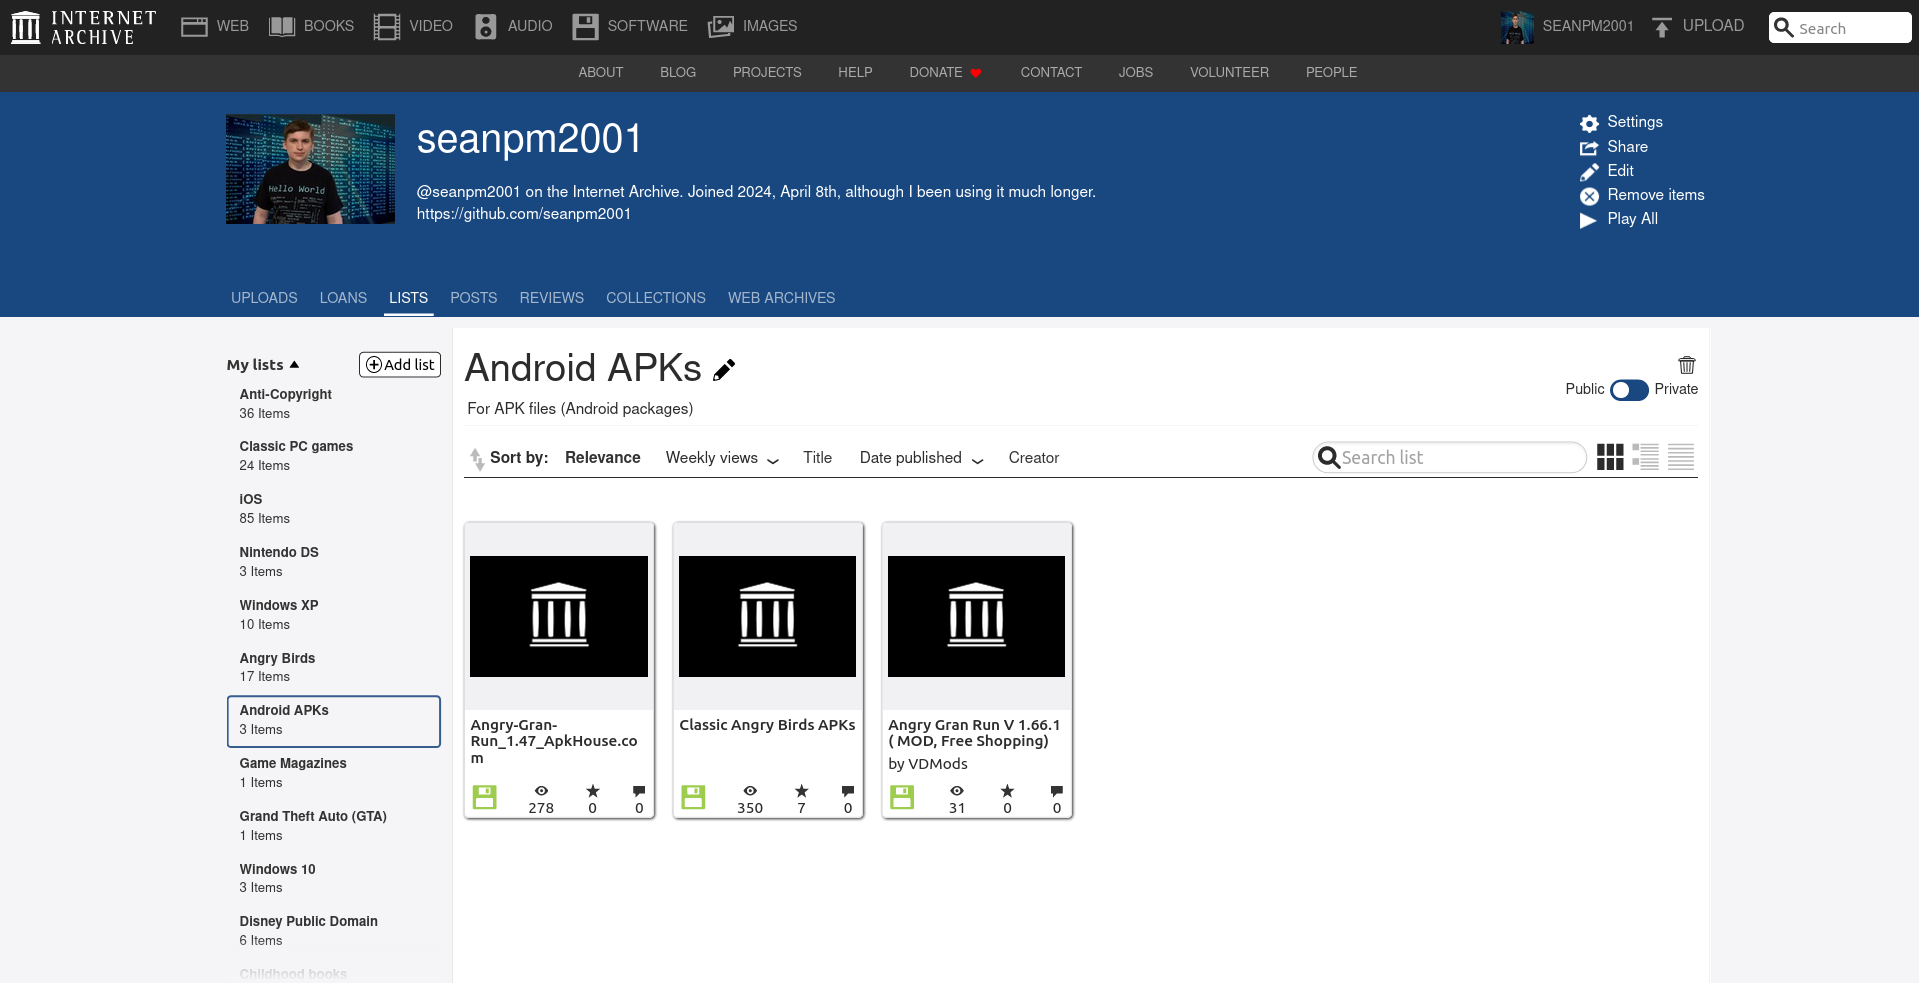 INTERNET ARCHIVE
WEB BOOKS VIDEO AUDIO SOFTWARE IMAGES SEANPM2001 UPLOAD Search
ABOUT BLOG PROJECTS HELP DONATE CONTACT JOBS VOLUNTEER PEOPLE
Hello World
seanpm2001
@seanpm2001 on the Internet Archive. Joined 2024, April 8th, although I been using it much longer.
https://github.com/seanpm2001
Settings
Share
Edit
Remove items
Play All
UPLOADS LOANS LISTS POSTS REVIEWS COLLECTIONS WEB ARCHIVES
My lists Add list
Anti-Copyright
36 Items
Classic PC games
24 Items
iOS
85 Items
Nintendo DS
3 Items
Windows XP
10 Items
Angry Birds
17 Items
Android APKs
3 Items
Game Magazines
1 Items
Grand Theft Auto (GTA)
1 Items
Windows 10
3 Items
Disney Public Domain
6 Items
Childhood books
Android APKs
For APK files (Android packages)
Public Private
Sort by: Relevance Weekly views Title Date published Creator Search list
Angry-Gran-
Run_1.47_ApkHouse.co
m
278 0 0
Classic Angry Birds APKs
350 7 0
Angry Gran Run V 1.66.1
( MOD, Free Shopping)
by VDMods
31 0 0